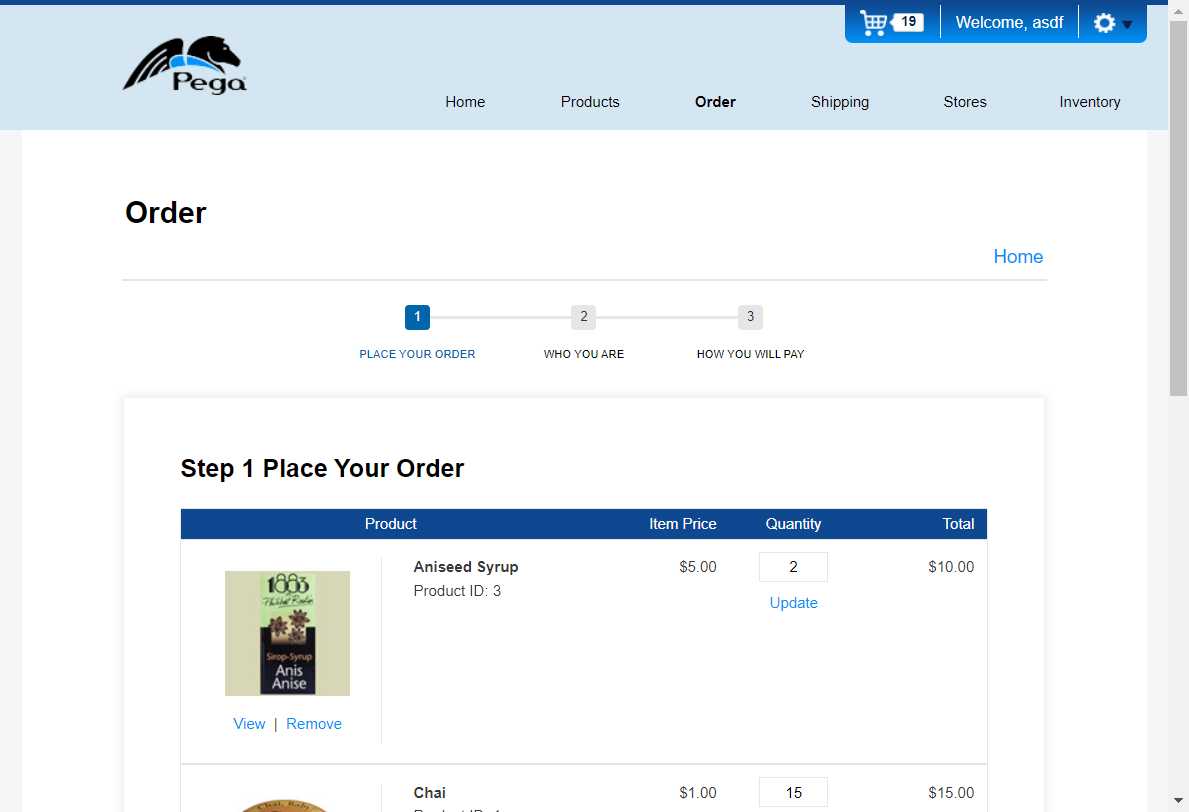 19
Welcome, asdf
Pega
Home
Products
Order
Shipping
Stores
Inventory
Order
Home
1
2
3
PLACE YOUR ORDER
WHO YOU ARE
HOW YOU WILL PAY
Step 1 Place Your Order
Product
Item Price
Quantity
Total
1883
Sirop-Syrup
Anis
Anise
Aniseed Syrup
Product ID: 3
$5.00
2
Update
$10.00
View | Remove
Chai
$1.00
15
$15.00